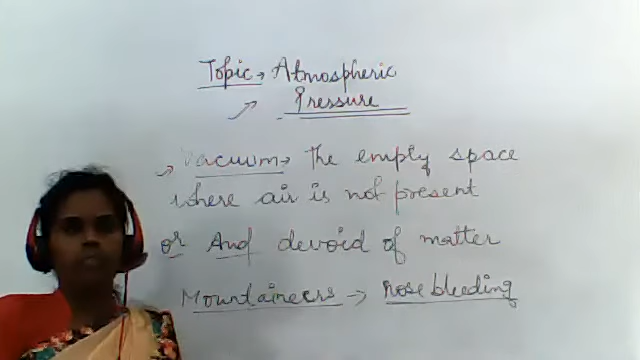 Topic → Atmospheric
Pressure
→ Vacuum → The empty space
where air is not present
or And devoid of matter
Mountaineers → nose bleeding